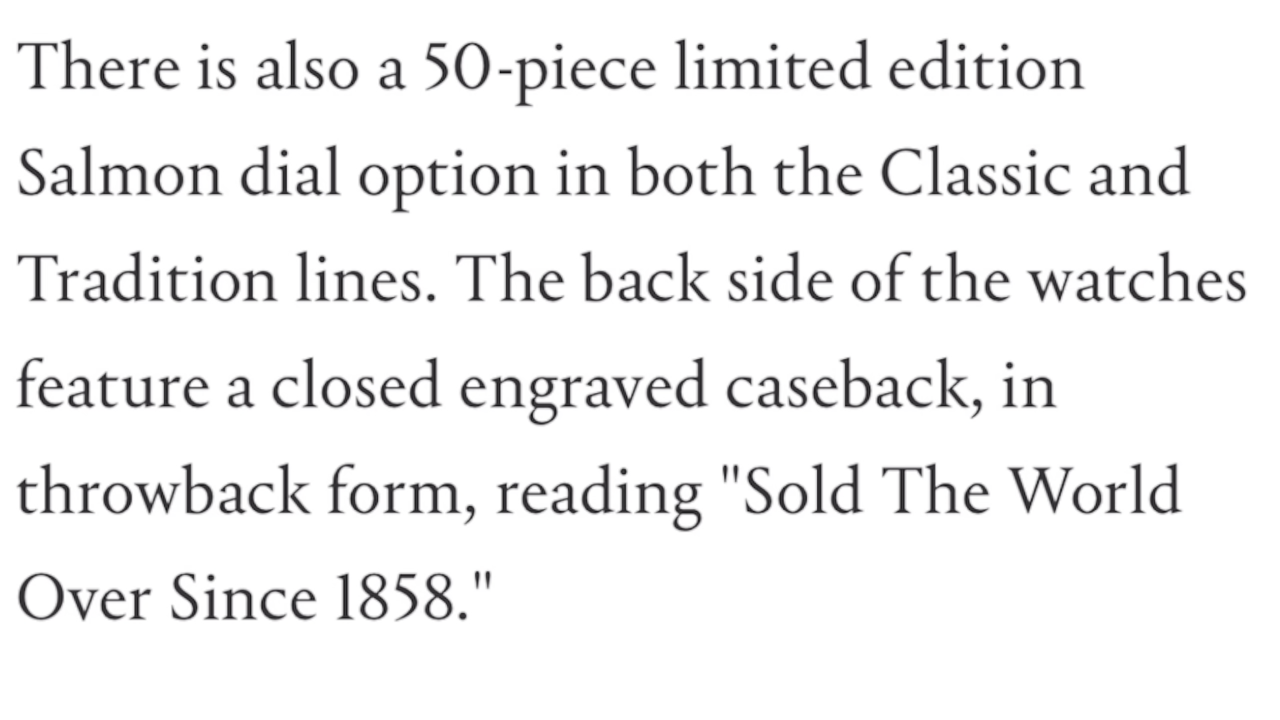 There is also a 50-piece limited edition
Salmon dial option in both the Classic and
Tradition lines. The back side of the watches
feature a closed engraved caseback, in
throwback form, reading "Sold The World
Over Since 1858."